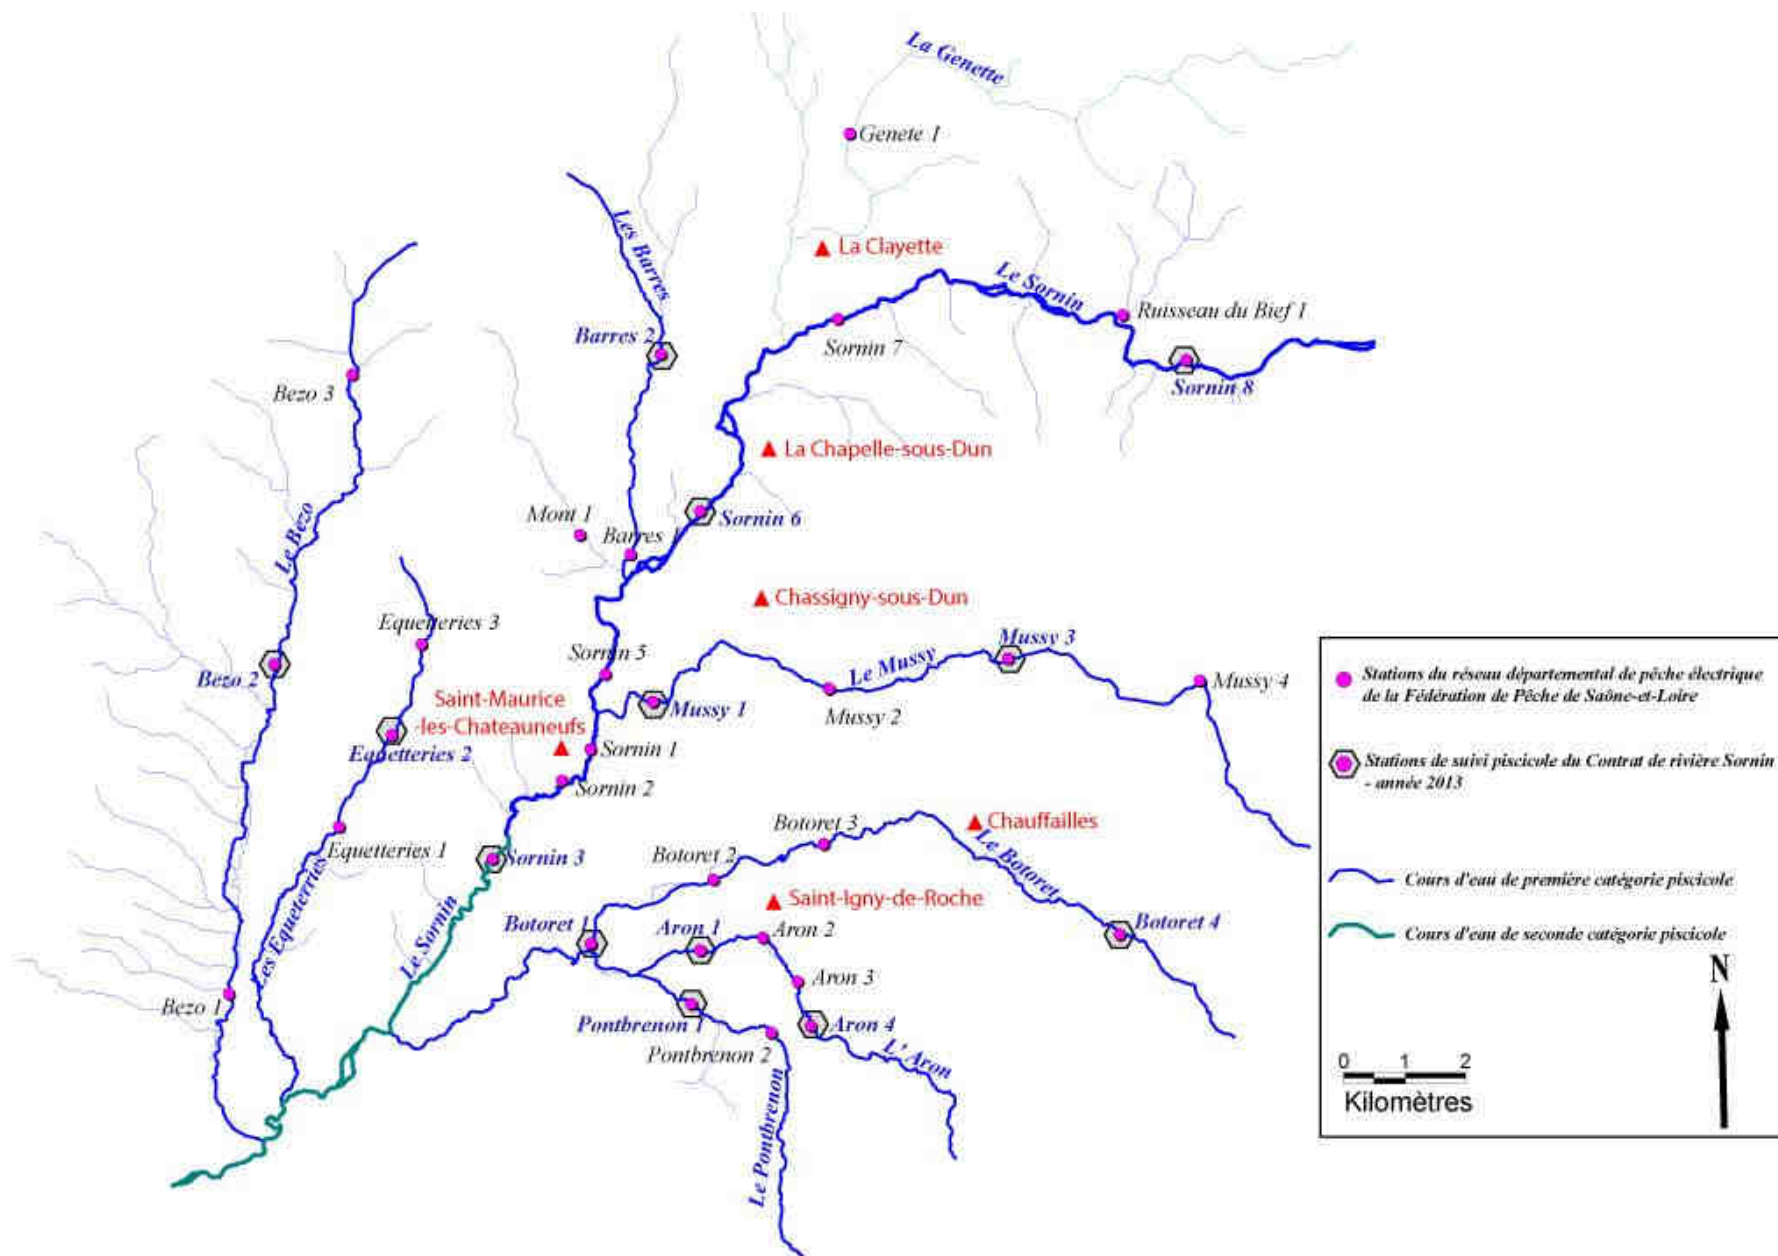 La Genette
Genete 1
Les Barres
La Clayette
Le Sornin
Ruisseau du Bief 1
Barres 2
Sornin 7
Sornin 8
Bezo 3
La Chapelle-sous-Dun
Mont 1
Barres 1
Sornin 6
Le Bezo
Chassigny-sous-Dun
Equetteries 3
Sornin 5
Le Mussy
Mussy 3
Bezo 2
Mussy 4
Saint-Maurice
-les-Chateauneufs
Mussy 1
Mussy 2
Equetteries 2
Sornin 1
Sornin 2
Botoret 3
Chauffailles
Equetteries 1
Sornin 3
Botoret 2
Le Botoret
Saint-Igny-de-Roche
Les Equeterries
Le Sornin
Botoret 1
Aron 1
Aron 2
Botoret 4
Aron 3
Bezo 1
Pontbrenon 1
Aron 4
Pontbrenon 2
L' Aron
Le Pontbrenon
Stations du réseau départemental de pêche électrique
de la Fédération de Pêche de Saône-et-Loire
Stations de suivi piscicole du Contrat de rivière Sornin
- année 2013
Cours d'eau de première catégorie piscicole
Cours d'eau de seconde catégorie piscicole
N
0 1 2
Kilomètres